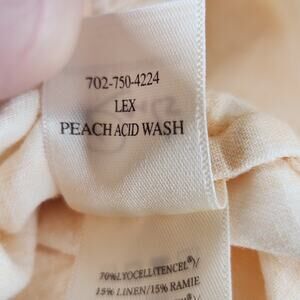 702-750-4224
LEX
PEACH ACID WASH
70%LYOCELL(TENCEL®)/
15% LINEN/15% RAMIE